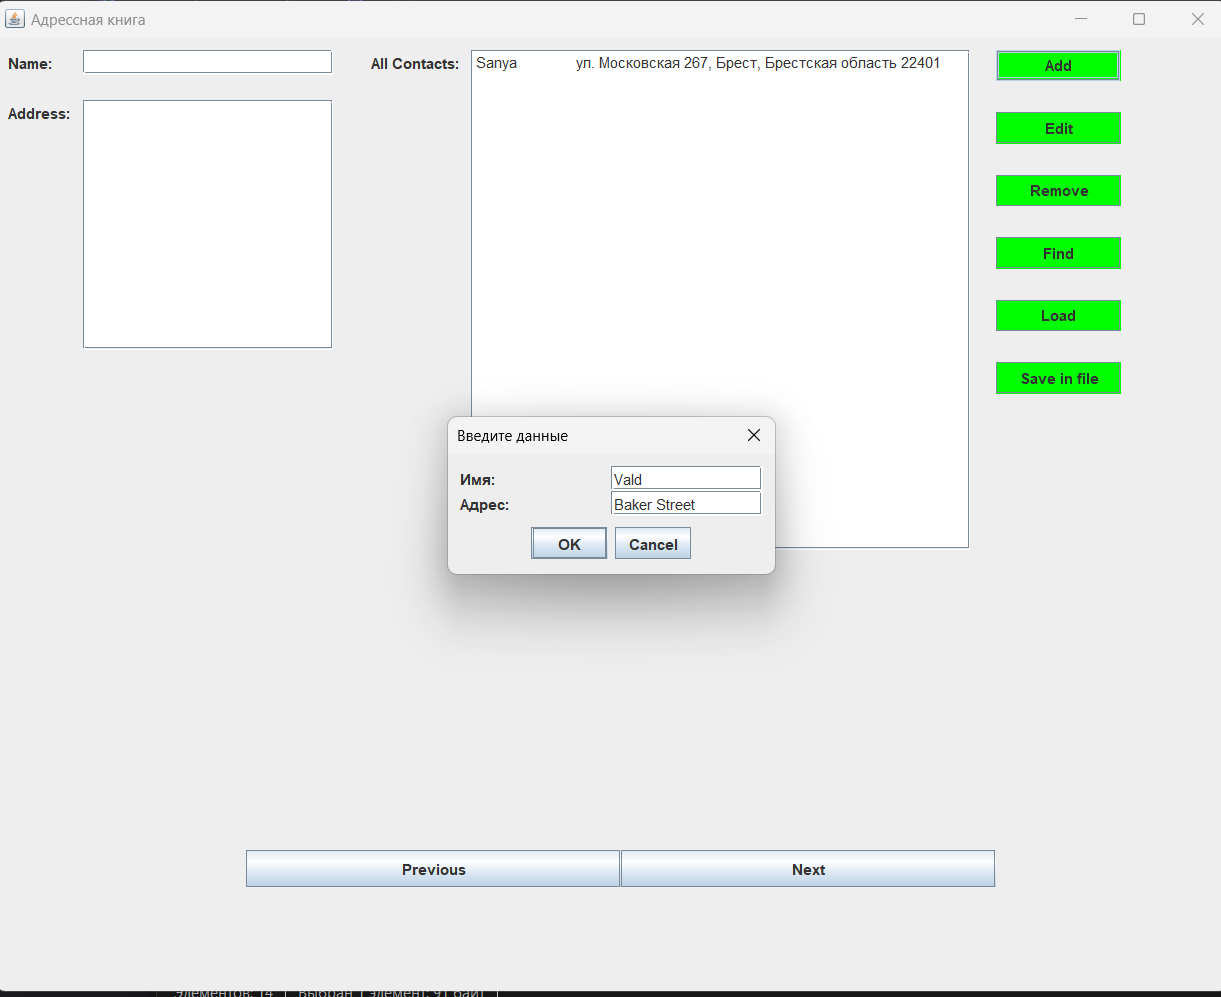 Адрессная книга
Name:
All Contacts:
Sanya ул. Московская 267, Брест, Брестская область 22401
Add
Address:
Edit
Remove
Find
Load
Save in file
Введите данные
Имя:
Vald
Адрес:
Baker Street
OK
Cancel
Previous
Next
Элементов: 14
Выбран 1 элемент: 91 байт